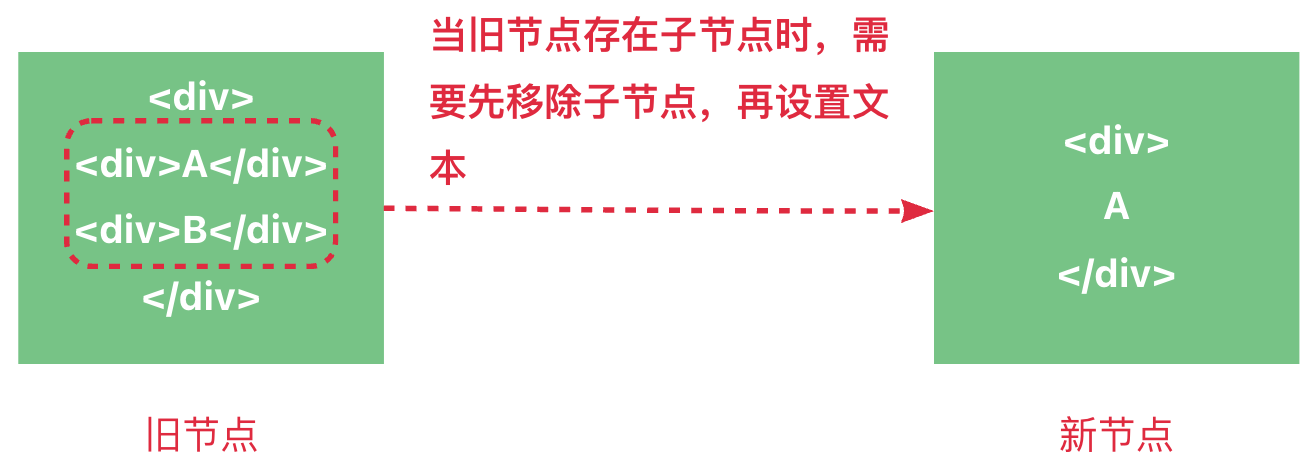 当旧节点存在子节点时，需
要先移除子节点，再设置文
本
<div>
<div>A</div>
<div>B</div>
</div>
<div>
A
</div>
旧节点
新节点